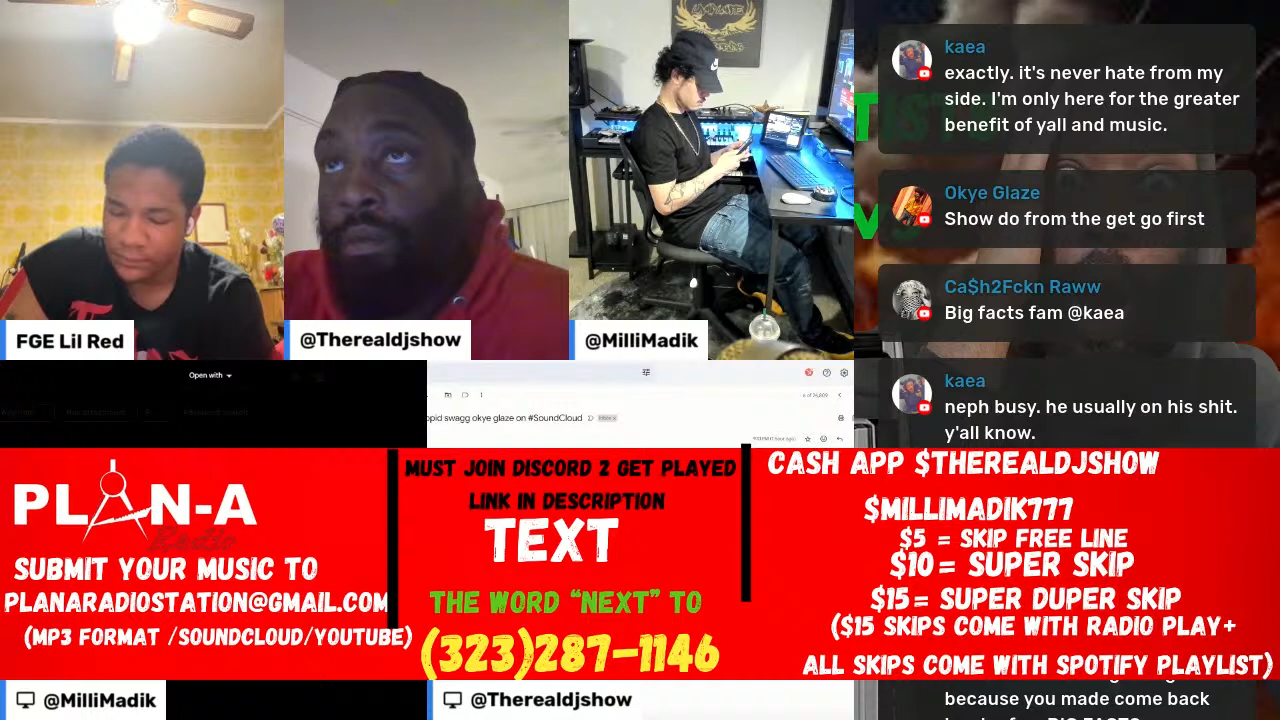 FGE Lil Red
@Therealdjshow
@MilliMadik
kaea
exactly. it's never hate from my
side. I'm only here for the greater
benefit of yall and music.
Okye Glaze
Show do from the get go first
Ca$h2Fckn Raww
Big facts fam @kaea
kaea
neph busy. he usually on his shit.
y'all know.
because you made come back
Open with
opid swagg okye glaze on #SoundCloud
PLAN-A
Radio
SUBMIT YOUR MUSIC TO
PLANARADIOSTATION@GMAIL.COM
(MP3 FORMAT /SOUNDCLOUD/YOUTUBE)
MUST JOIN DISCORD 2 GET PLAYED
LINK IN DESCRIPTION
TEXT
THE WORD “NEXT” TO
(323)287-1146
CASH APP $THEREALDJSHOW
$MILLIMADIK777
$5 = SKIP FREE LINE
$10 = SUPER SKIP
$15 = SUPER DUPER SKIP
($15 SKIPS COME WITH RADIO PLAY+
ALL SKIPS COME WITH SPOTIFY PLAYLIST)
@MilliMadik
@Therealdjshow